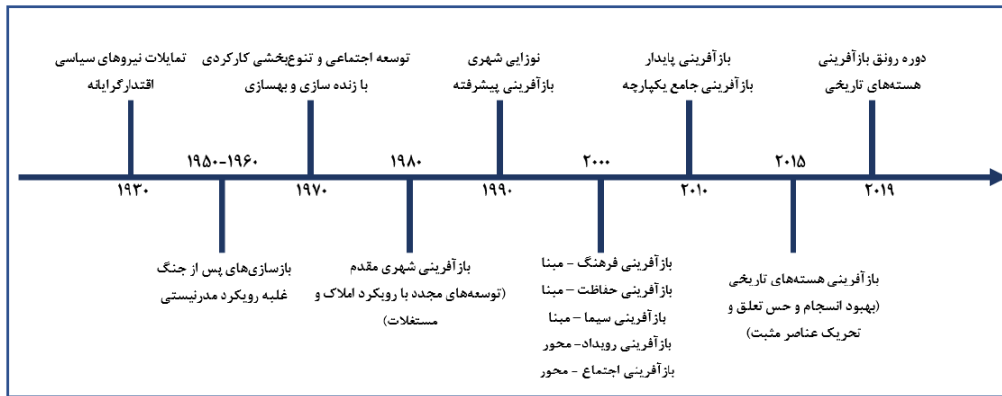 تمایلات نیروهای سیاسی
اقتدارگرایانه
توسعه اجتماعی و تنوع‌بخشی کارکردی
با زنده سازی و بهسازی
نوزایی شهری
بازآفرینی پیشرفته
بازآفرینی پایدار
بازآفرینی جامع یکپارچه
دوره رونق بازآفرینی
هسته‌های تاریخی
۱۹۵۰-۱۹۶۰
۱۹۸۰
۲۰۰۰
۲۰۱۵
۱۹۳۰
۱۹۷۰
۱۹۹۰
۲۰۱۰
۲۰۱۹
بازسازی‌های پس از جنگ
غلبه رویکرد مدرنیستی
بازآفرینی شهری مقدم
(توسعه‌های مجدد با رویکرد املاک و
مستغلات)
بازآفرینی فرهنگ – مبنا
بازآفرینی حفاظت – مبنا
بازآفرینی سیما – مبنا
بازآفرینی رویداد- محور
بازآفرینی اجتماع - محور
بازآفرینی هسته‌های تاریخی
(بهبود انسجام و حس تعلق و
تحریک عناصر مثبت)